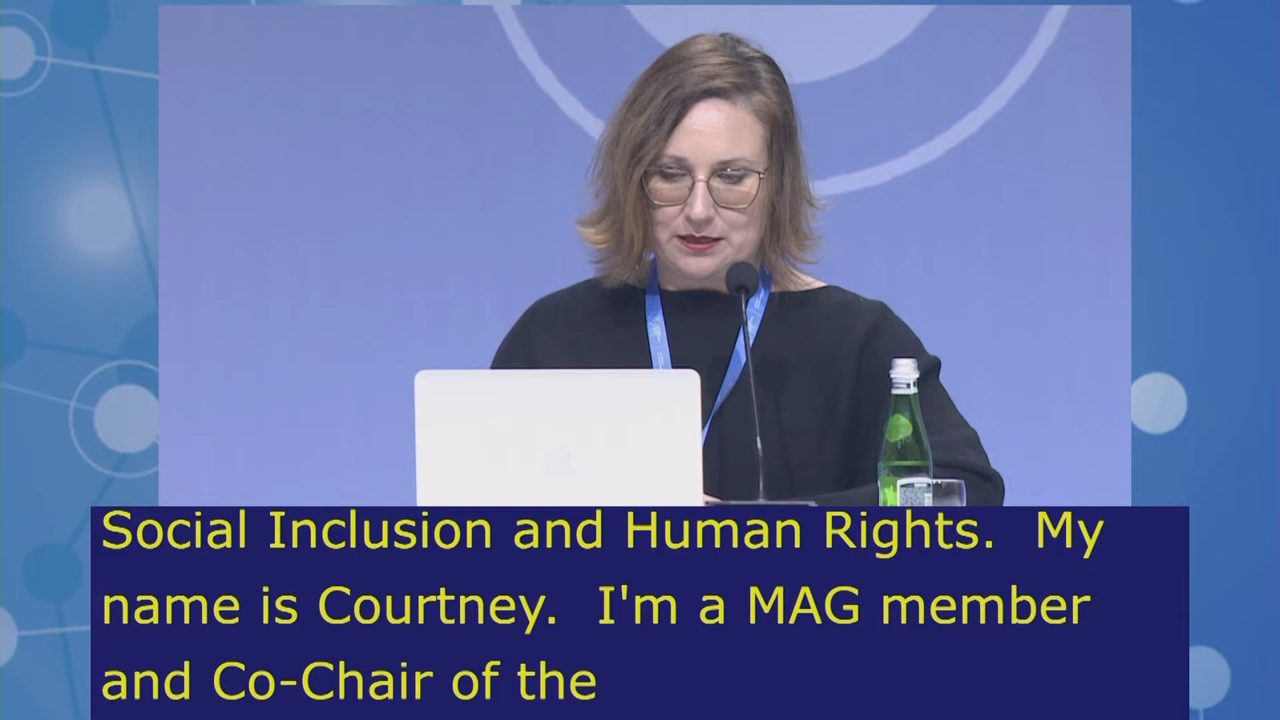 Social Inclusion and Human Rights.  My
name is Courtney.  I'm a MAG member
and Co-Chair of the